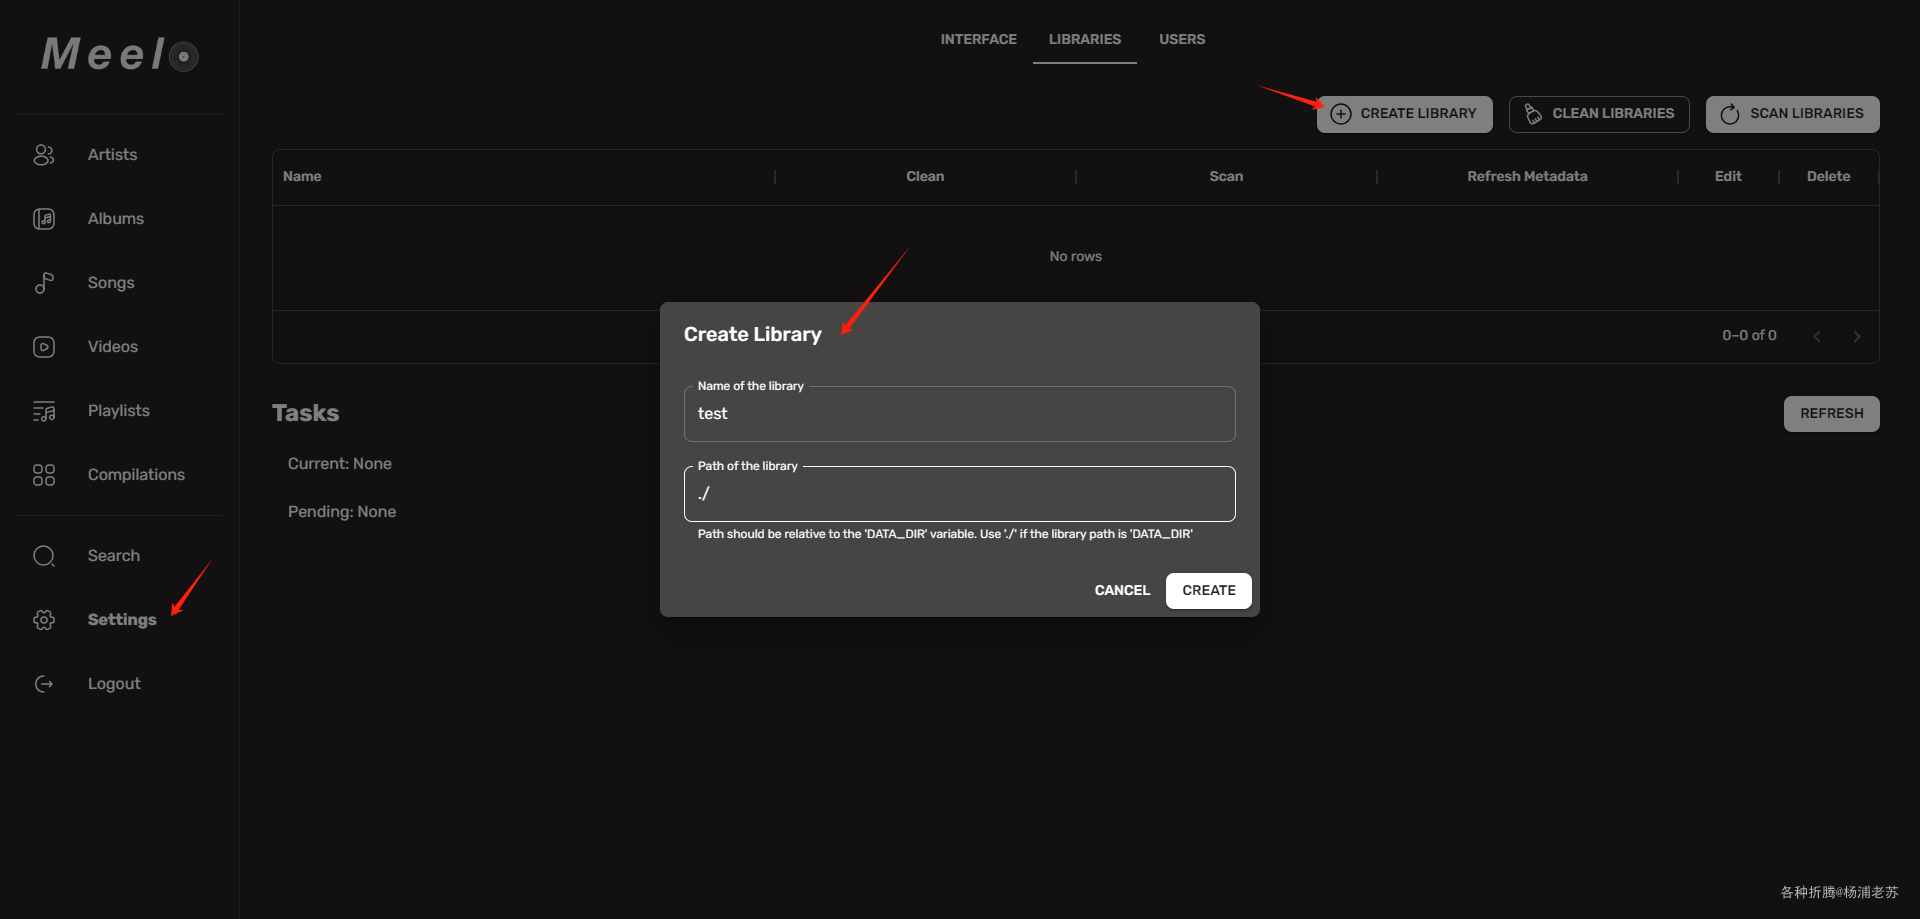 Meelo
Artists
Albums
Songs
Videos
Playlists
Compilations
Search
Settings
Logout
INTERFACE LIBRARIES USERS
CREATE LIBRARY CLEAN LIBRARIES SCAN LIBRARIES
Name Clean Scan Refresh Metadata Edit Delete
No rows
0–0 of 0
Tasks
REFRESH
Current: None
Pending: None
Create Library
Name of the library
test
Path of the library
./
Path should be relative to the 'DATA_DIR' variable. Use './' if the library path is 'DATA_DIR'
CANCEL CREATE
各种折腾@杨浦老苏